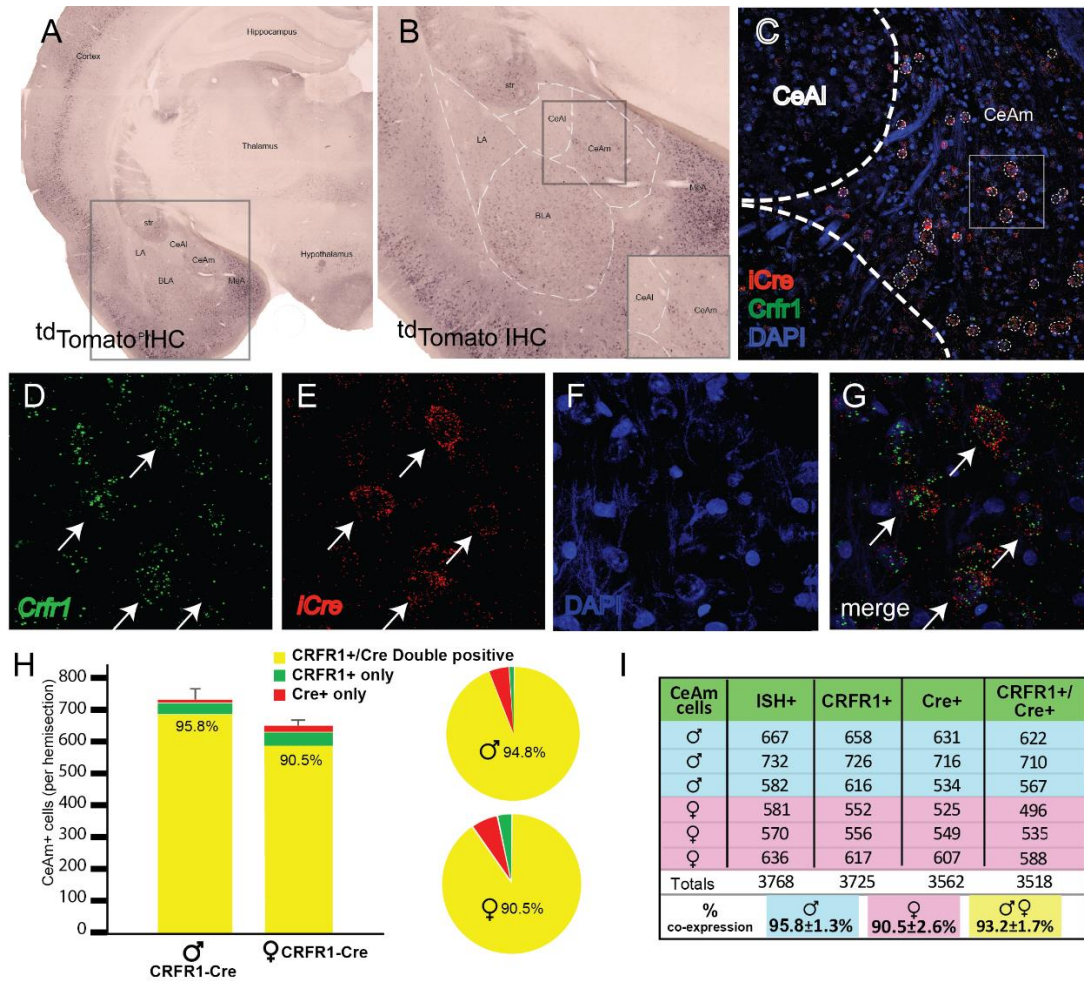 A
Hippocampus
Cortex
Thalamus
str
LA
CeAl
CeAm
BLA
MeA
Hypothalamus
tdTomato IHC
B
str
CeAl
LA
CeAm
MeA
BLA
CeAl
CeAm
tdTomato IHC
C
CeAl
CeAm
iCre
Crfr1
DAPI
D
Crfr1
E
iCre
F
DAPI
G
merge
H
CRFR1+/Cre Double positive
CRFR1+ only
Cre+ only
CeAm+ cells (per hemisection)
800
700
600
500
400
300
200
100
0
95.8%
90.5%
♂
CRFR1-Cre
♀ CRFR1-Cre
♂ 94.8%
♀ 90.5%
I
CeAm cells ISH+ CRFR1+ Cre+ CRFR1+/Cre+
♂ 667 658 631 622
♂ 732 726 716 710
♂ 582 616 534 567
♀ 581 552 525 496
♀ 570 556 549 535
♀ 636 617 607 588
Totals 3768 3725 3562 3518
% co-expression ♂ 95.8±1.3% ♀ 90.5±2.6% ♂♀ 93.2±1.7%